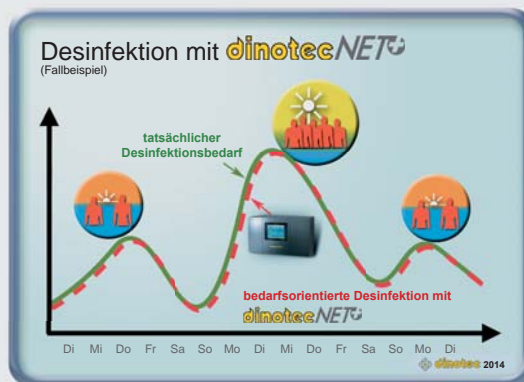 Desinfektion mit dinotecNET+
(Fallbeispiel)
tatsächlicher
Desinfektionsbedarf
bedarfsorientierte Desinfektion mit
dinotecNET+
Di Mi Do Fr Sa So Mo Di Mi Do Fr Sa So Mo Di
dinotec 2014